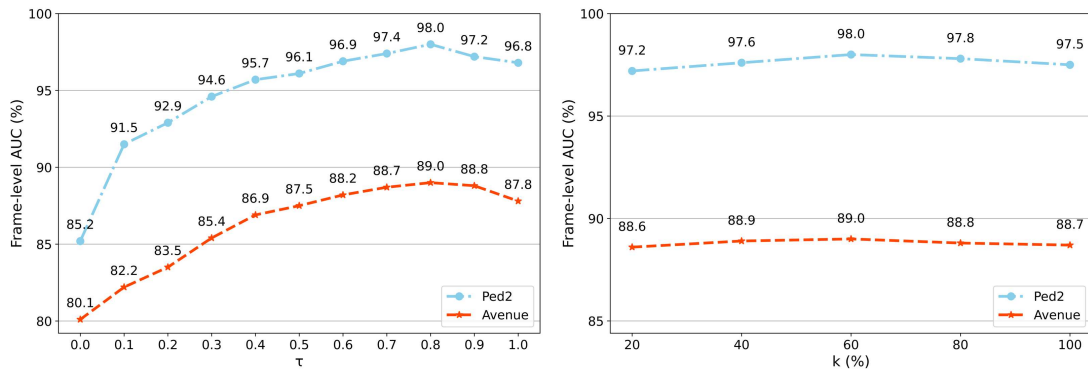 100
95
90
85
80
Frame-level AUC (%)
85.2
91.5
92.9
94.6
95.7
96.1
96.9
97.4
98.0
97.2
96.8
80.1
82.2
83.5
85.4
86.9
87.5
88.2
88.7
89.0
88.8
87.8
Ped2
Avenue
0.0 0.1 0.2 0.3 0.4 0.5 0.6 0.7 0.8 0.9 1.0
τ
100
95
90
85
Frame-level AUC (%)
97.2 97.6 98.0 97.8 97.5
88.6 88.9 89.0 88.8 88.7
Ped2
Avenue
20 40 60 80 100
k (%)